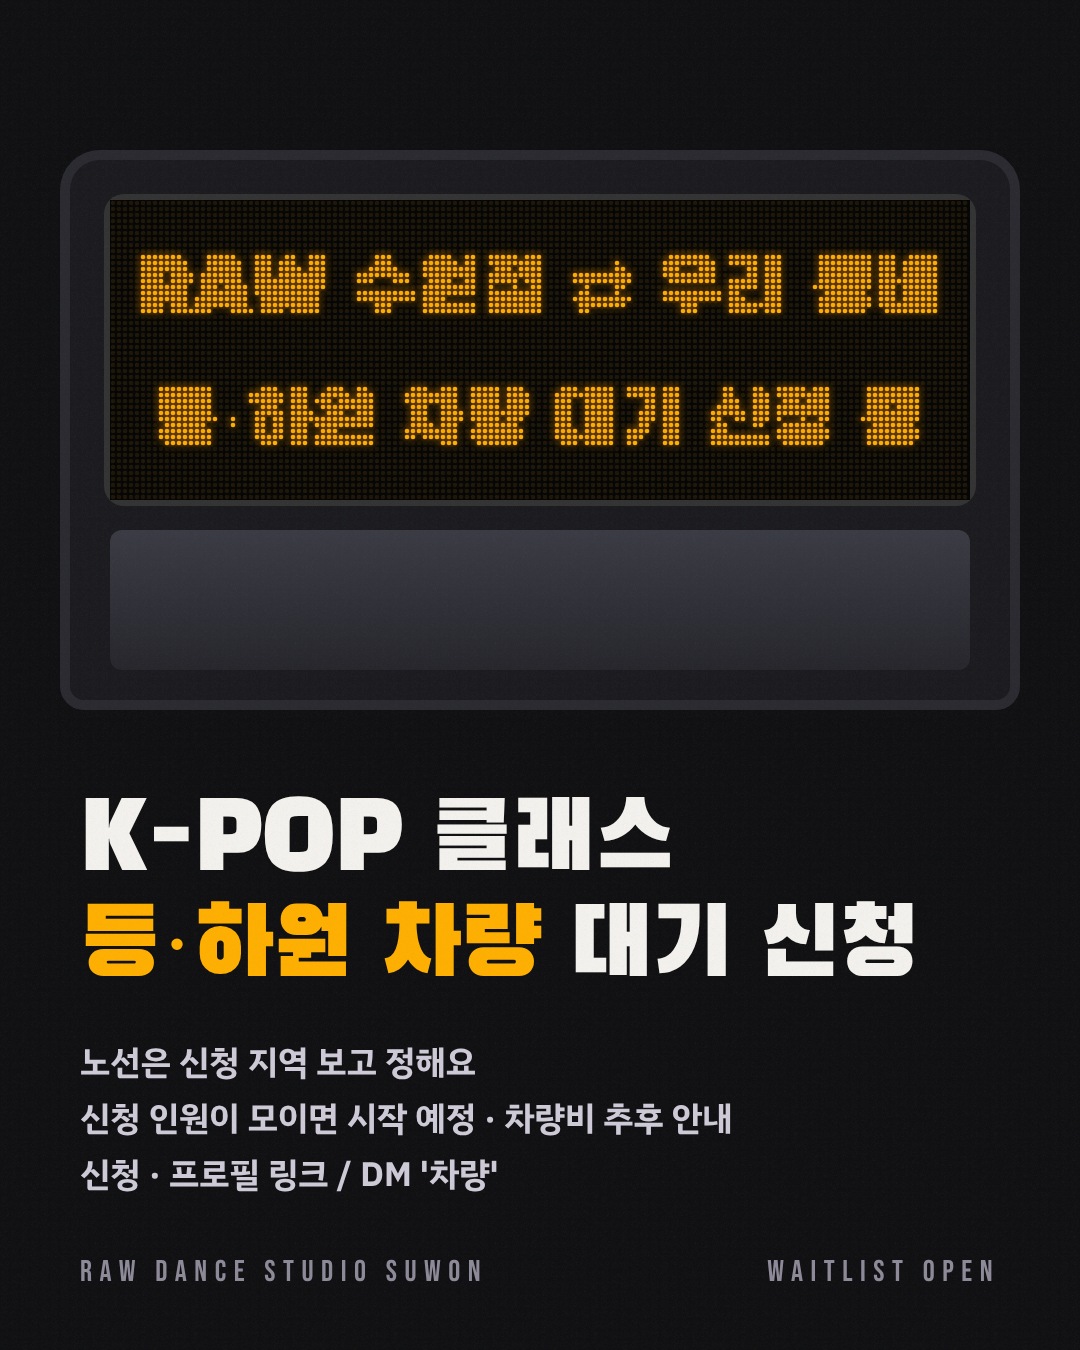 RAW 수원점 ⇄ 우리 동네
등·하원 차량 대기 신청 중
K-POP 클래스
등·하원 차량 대기 신청
노선은 신청 지역 보고 정해요
신청 인원이 모이면 시작 예정 · 차량비 추후 안내
신청 · 프로필 링크 / DM '차량'
RAW DANCE STUDIO SUWON
WAITLIST OPEN